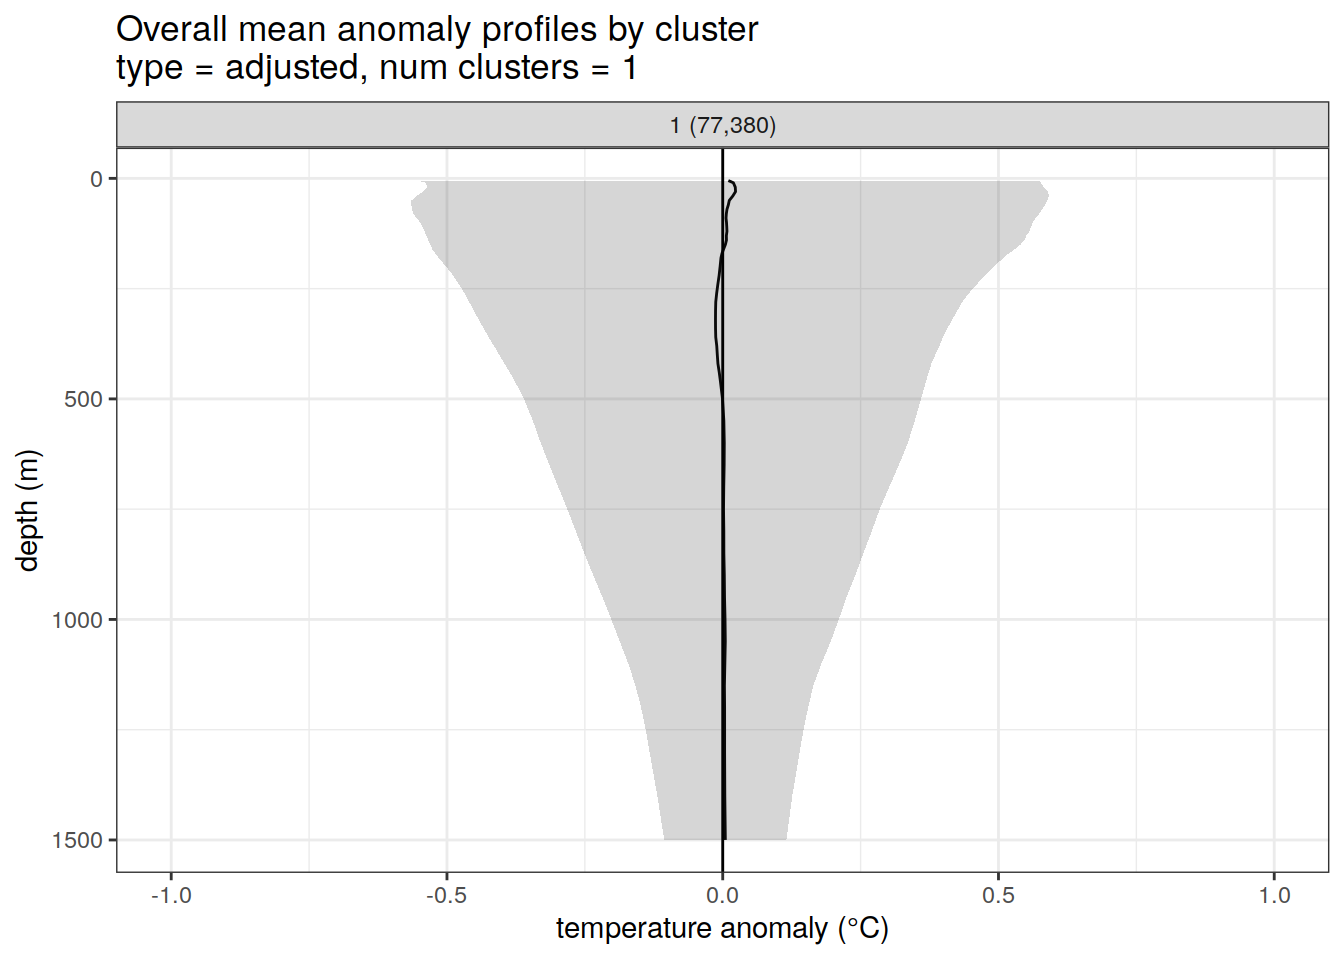 Overall mean anomaly profiles by cluster
type = adjusted, num clusters = 1
1 (77,380)
0
500
1000
1500
depth (m)
-1.0
-0.5
0.0
0.5
1.0
temperature anomaly (°C)